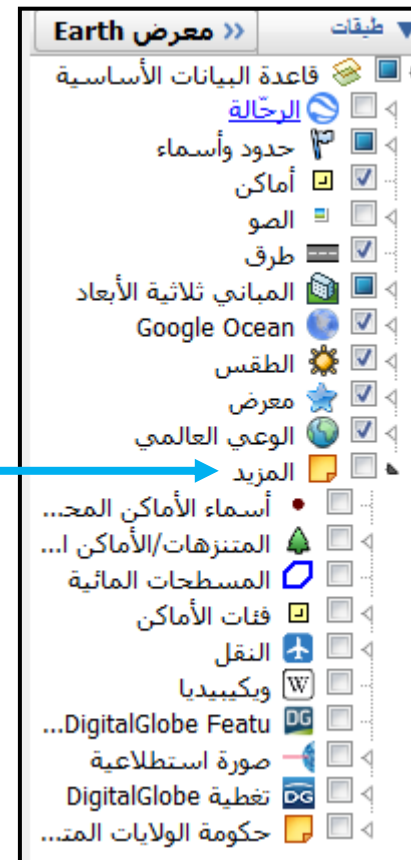 طبقات معرض Earth »
قاعدة البيانات الأساسية
الرحّالة
حدود وأسماء
أماكن
الصو
طرق
المباني ثلاثية الأبعاد
Google Ocean
الطقس
معرض
الوعي العالمي
المزيد
أسماء الأماكن المحـ...
المتنزهات/الأماكن ا...
المسطحات المائية
فئات الأماكن
النقل
W ويكيبيديا
DG DigitalGlobe Featu...
صورة استطلاعية
DG تغطية DigitalGlobe
حكومة الولايات المتـ...